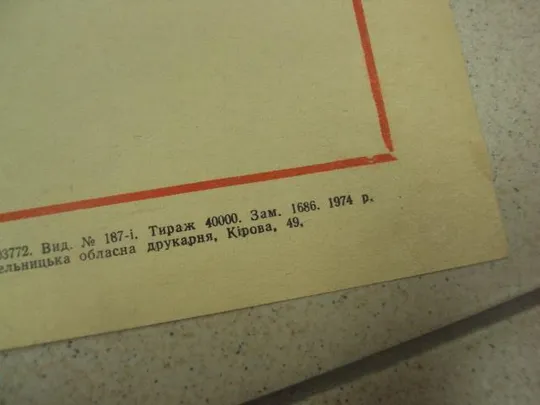 03772. Вид. № 187-і. Тираж 40000. Зам. 1686. 1974 р.
ельницька обласна друкарня, Кірова, 49.